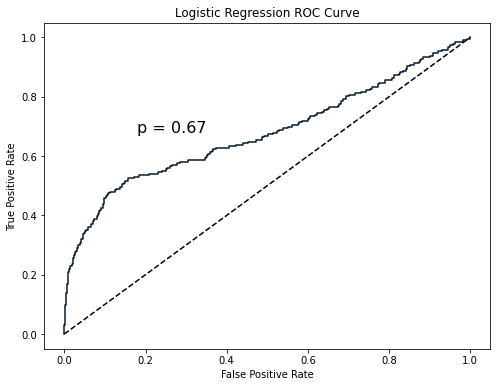 Logistic Regression ROC Curve
1.0
0.8
p = 0.67
0.6
True Positive Rate
0.4
0.2
0.0
0.0 0.2 0.4 0.6 0.8 1.0
False Positive Rate